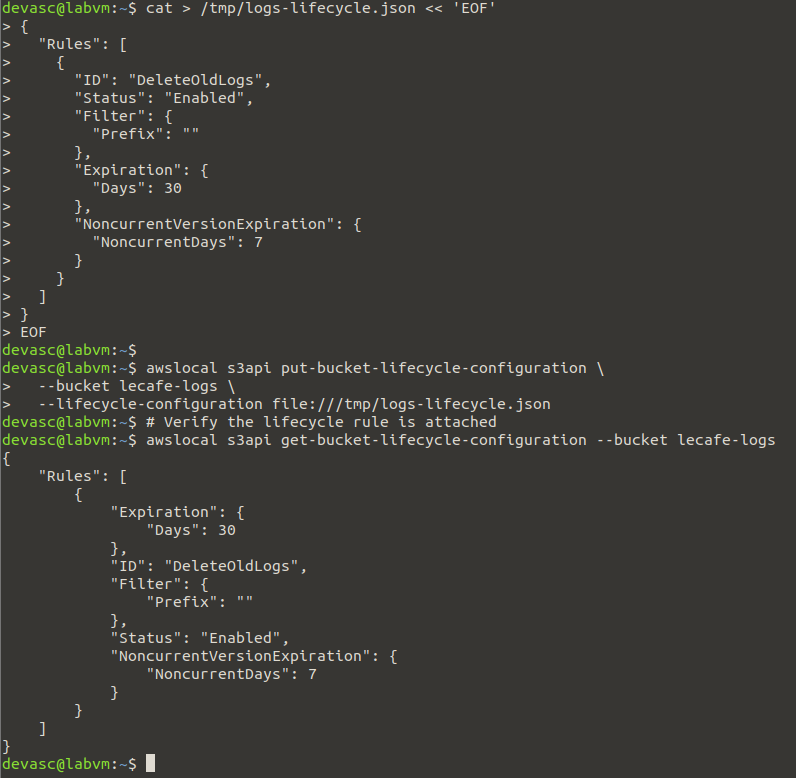 devasc@labvm:~$ cat > /tmp/logs-lifecycle.json << 'EOF'
> {
>   "Rules": [
>     {
>       "ID": "DeleteOldLogs",
>       "Status": "Enabled",
>       "Filter": {
>         "Prefix": ""
>       },
>       "Expiration": {
>         "Days": 30
>       },
>       "NoncurrentVersionExpiration": {
>         "NoncurrentDays": 7
>       }
>     }
>   ]
> }
> EOF
devasc@labvm:~$
devasc@labvm:~$ awslocal s3api put-bucket-lifecycle-configuration \
>   --bucket lecafe-logs \
>   --lifecycle-configuration file:///tmp/logs-lifecycle.json
devasc@labvm:~$ # Verify the lifecycle rule is attached
devasc@labvm:~$ awslocal s3api get-bucket-lifecycle-configuration --bucket lecafe-logs
{
    "Rules": [
        {
            "Expiration": {
                "Days": 30
            },
            "ID": "DeleteOldLogs",
            "Filter": {
                "Prefix": ""
            },
            "Status": "Enabled",
            "NoncurrentVersionExpiration": {
                "NoncurrentDays": 7
            }
        }
    ]
}
devasc@labvm:~$